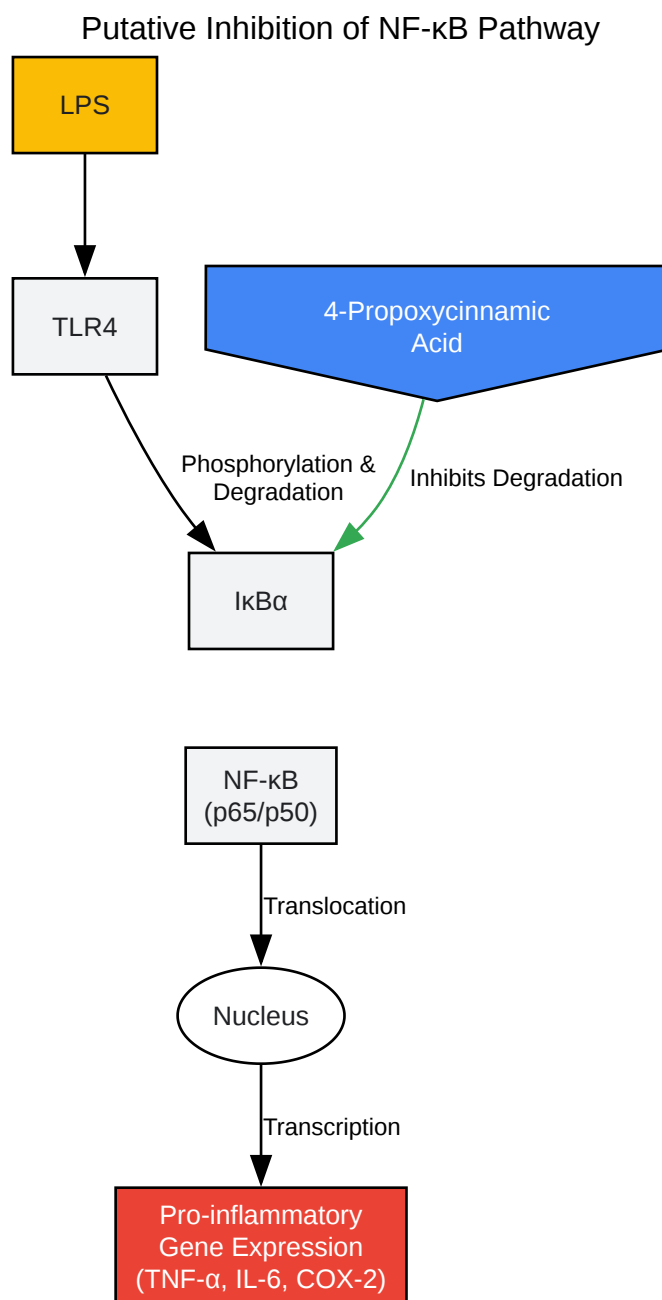 Putative Inhibition of NF-κB Pathway
LPS
TLR4
4-Propoxycinnamic
Acid
Phosphorylation &
Degradation
Inhibits Degradation
IκBα
NF-κB
(p65/p50)
Translocation
Nucleus
Transcription
Pro-inflammatory
Gene Expression
(TNF-α, IL-6, COX-2)